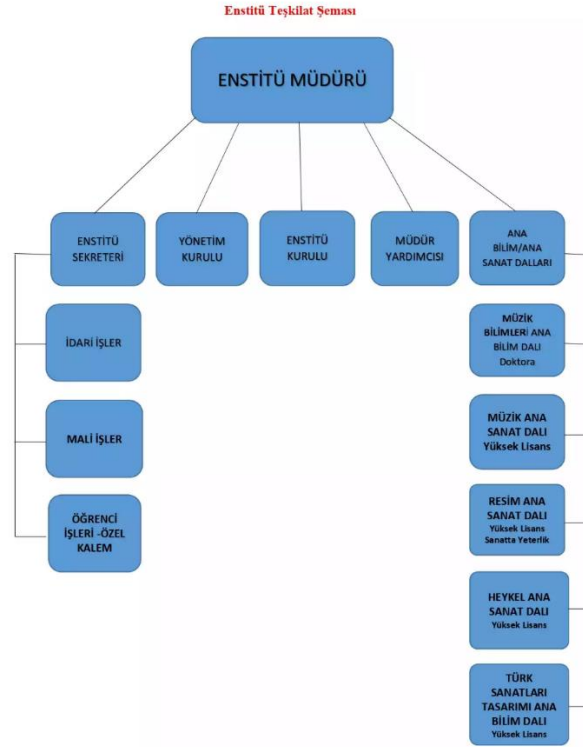 Enstitü Teşkilat Şeması
ENSTİTÜ MÜDÜRÜ
ENSTİTÜ
SEKRETERİ
YÖNETİM
KURULU
ENSTİTÜ
KURULU
MÜDÜR
YARDIMCISI
ANA
BİLİM/ANA
SANAT DALLARI
İDARİ İŞLER
MALİ İŞLER
ÖĞRENCİ
İŞLERİ -ÖZEL
KALEM
MÜZİK
BİLİMLERİ ANA
BİLİM DALI
Doktora
MÜZİK ANA
SANAT DALI
Yüksek Lisans
RESİM ANA
SANAT DALI
Yüksek Lisans
Sanatta Yeterlik
HEYKEL ANA
SANAT DALI
Yüksek Lisans
TÜRK
SANATLARI
TASARIMI ANA
BİLİM DALI
Yüksek Lisans